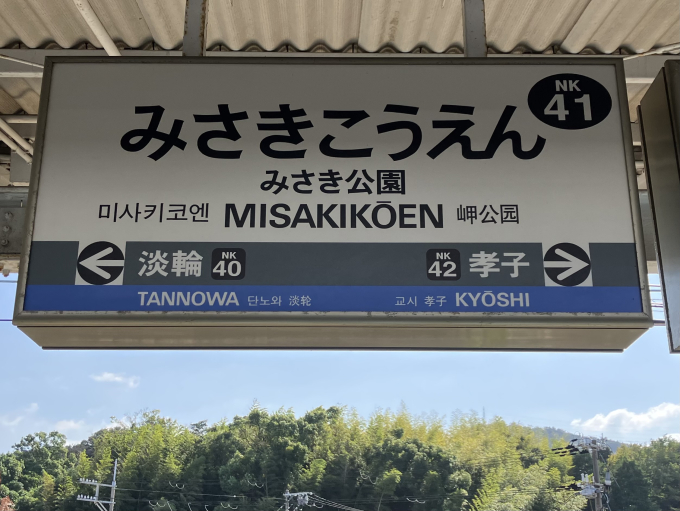 みさきこうえん
NK
41
みさき公園
미사키코엔 MISAKIKŌEN 岬公园
淡輪 NK 40
NK 42 孝子
TANNOWA 단노와 淡轮
교시 孝子 KYŌSHI